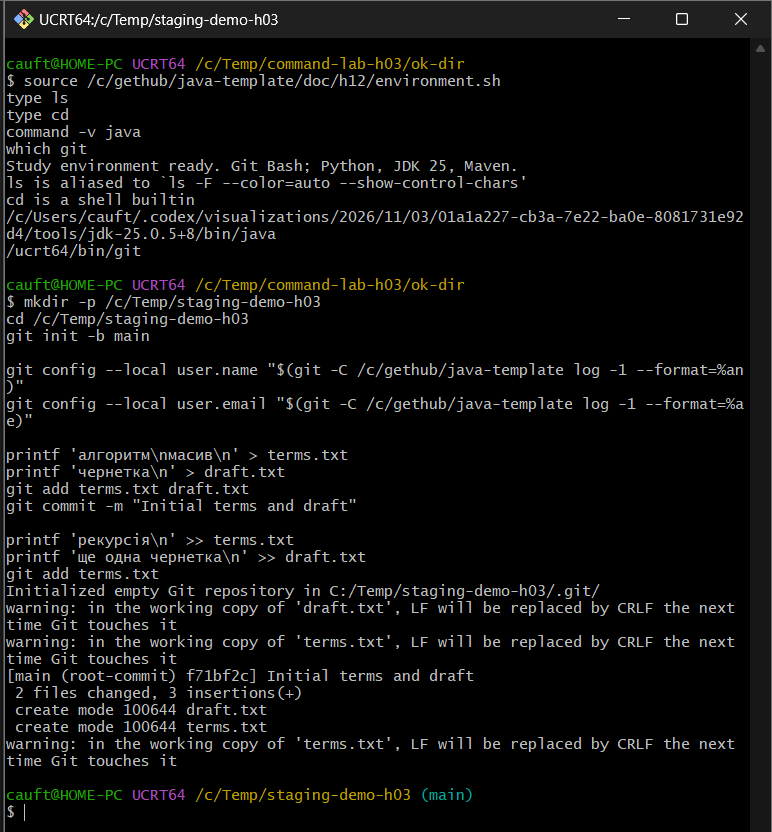 UCRT64:/c/Temp/staging-demo-h03
cauft@HOME-PC UCRT64 /c/Temp/command-lab-h03/ok-dir
$ source /c/gethub/java-template/doc/h12/environment.sh
type ls
type cd
command -v java
which git
Study environment ready. Git Bash; Python, JDK 25, Maven.
ls is aliased to `ls -F --color=auto --show-control-chars'
cd is a shell builtin
/c/Users/cauft/.codex/visualizations/2026/11/03/01a1a227-cb3a-7e22-ba0e-8081731e92
d4/tools/jdk-25.0.5+8/bin/java
/ucrt64/bin/git
cauft@HOME-PC UCRT64 /c/Temp/command-lab-h03/ok-dir
$ mkdir -p /c/Temp/staging-demo-h03
cd /c/Temp/staging-demo-h03
git init -b main
git config --local user.name "$(git -C /c/gethub/java-template log -1 --format=%an
)"
git config --local user.email "$(git -C /c/gethub/java-template log -1 --format=%a
e)"
printf 'алгоритм\nмасив\n' > terms.txt
printf 'чернетка\n' > draft.txt
git add terms.txt draft.txt
git commit -m "Initial terms and draft"
printf 'рекурсія\n' >> terms.txt
printf 'ще одна чернетка\n' >> draft.txt
git add terms.txt
Initialized empty Git repository in C:/Temp/staging-demo-h03/.git/
warning: in the working copy of 'draft.txt', LF will be replaced by CRLF the next
time Git touches it
warning: in the working copy of 'terms.txt', LF will be replaced by CRLF the next
time Git touches it
[main (root-commit) f71bf2c] Initial terms and draft
 2 files changed, 3 insertions(+)
 create mode 100644 draft.txt
 create mode 100644 terms.txt
warning: in the working copy of 'terms.txt', LF will be replaced by CRLF the next
time Git touches it
cauft@HOME-PC UCRT64 /c/Temp/staging-demo-h03 (main)
$